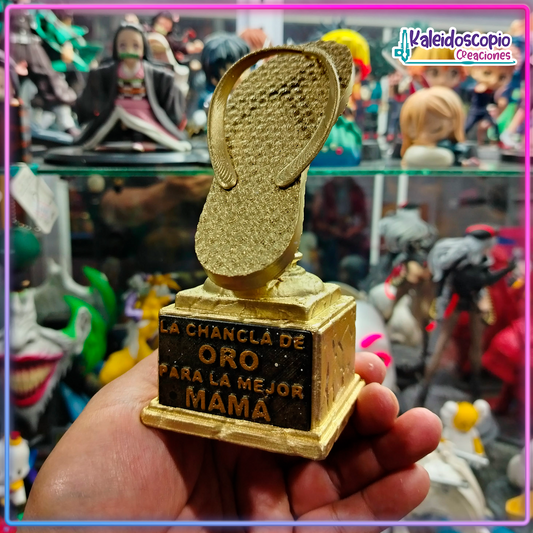 Kaleidoscopio
Creaciones
LA CHANCLA DE
ORO
PARA LA MEJOR
MAMÁ